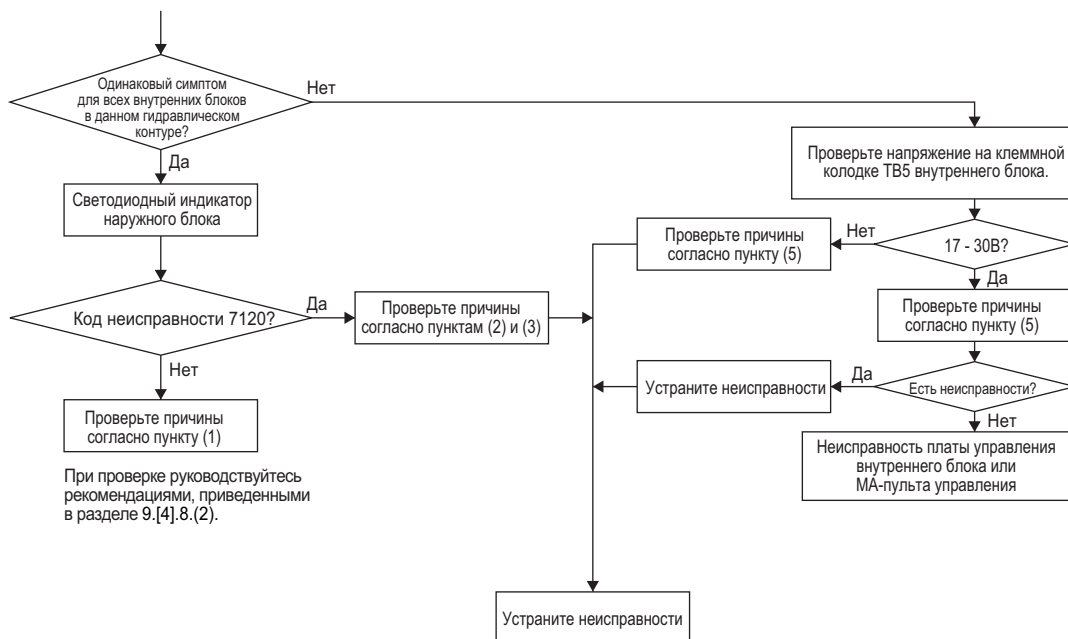 Одинаковый симптом
для всех внутренних блоков
в данном гидравлическом
контуре?
Нет
Да
Светодиодный индикатор
наружного блока
Код неисправности 7120?
Да
Проверьте причины
согласно пунктам (2) и (3)
Нет
Проверьте причины
согласно пункту (1)
При проверке руководствуйтесь
рекомендациями, приведенными
в разделе 9.[4].8.(2).
Проверьте напряжение на клеммной
колодке ТВ5 внутреннего блока.
17 - 30В?
Нет
Проверьте причины
согласно пункту (5)
Да
Проверьте причины
согласно пункту (5)
Есть неисправности?
Да
Устраните неисправности
Нет
Неисправность платы управления
внутреннего блока или
МА-пульта управления
Устраните неисправности